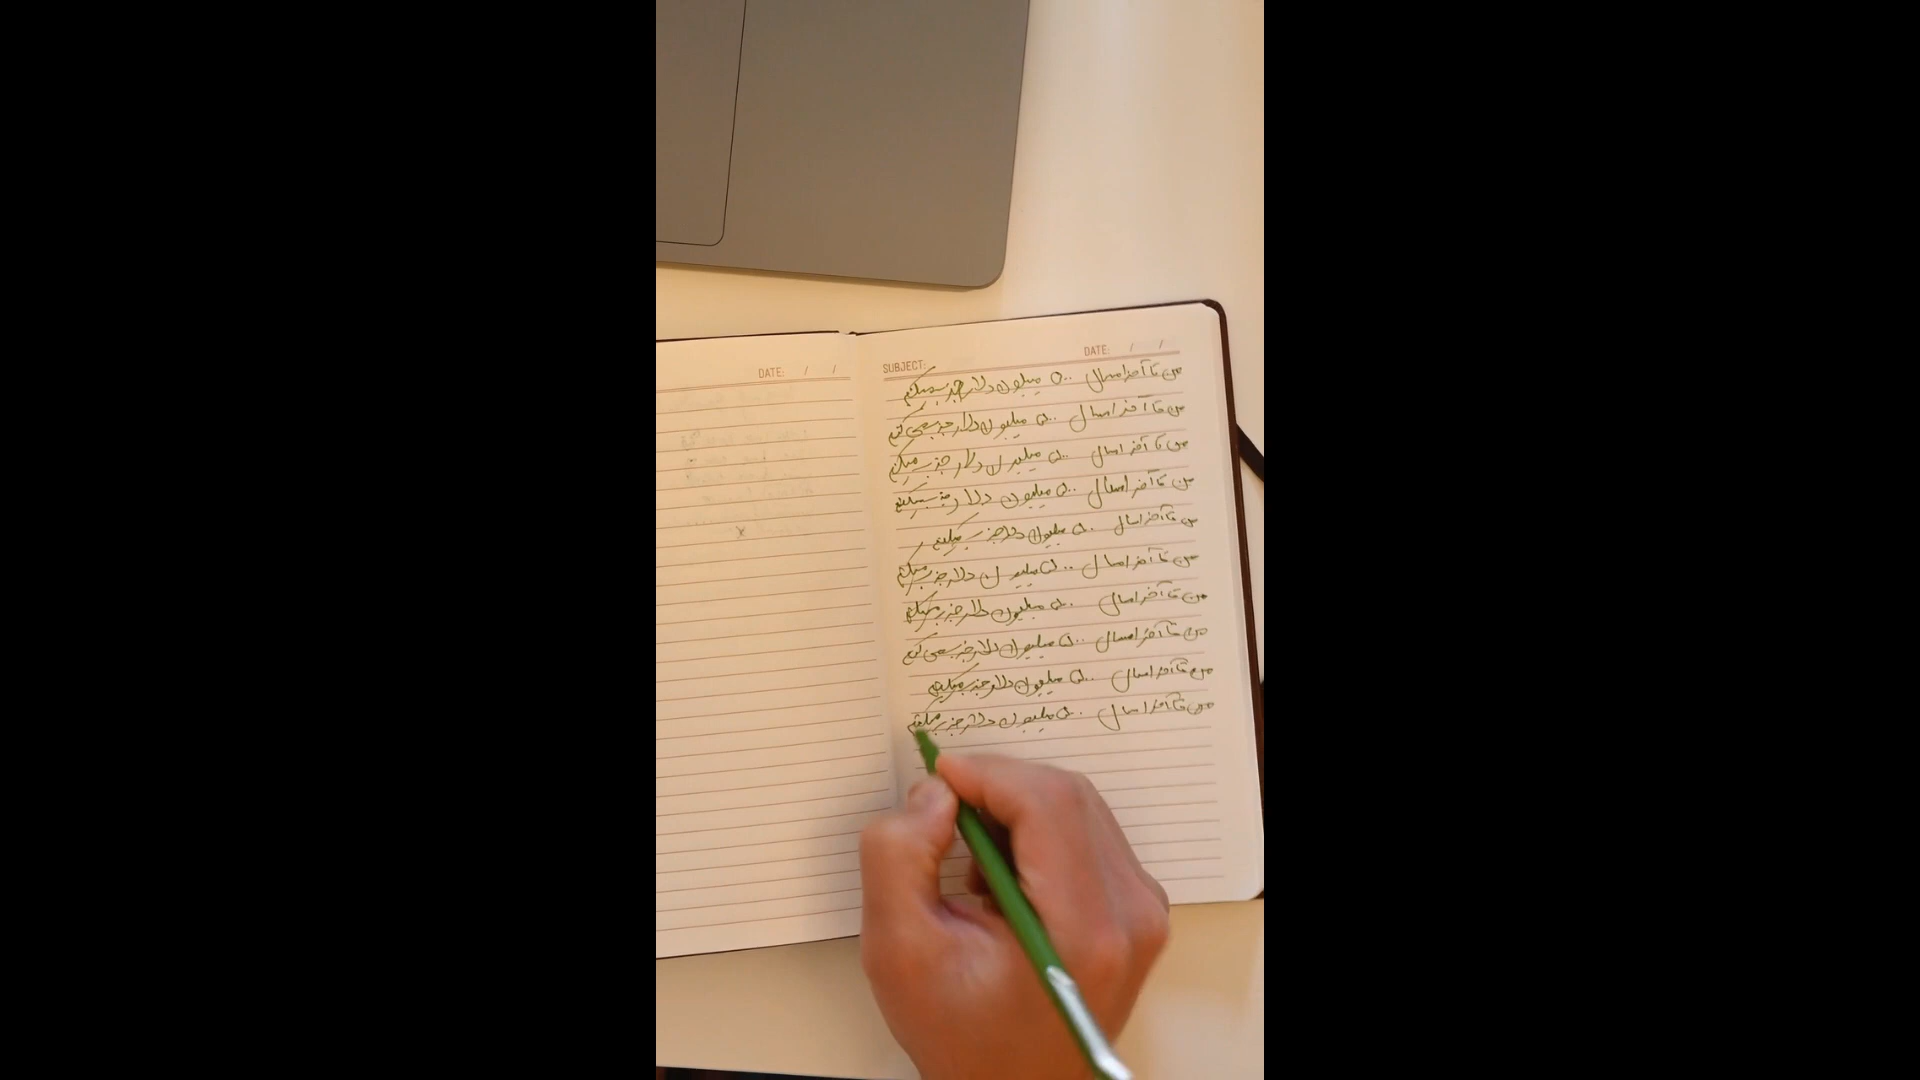 DATE: / /
SUBJECT: DATE: / /
من تا آخر امسال ۵۰۰ میلیون دلار جذب میکنم
من تا آخر امسال ۵۰۰ میلیون دلار جذب می کنم
من تا آخر امسال ۵۰۰ میلیون دلار جذب میکنم
من تا آخر امسال ۵۰۰ میلیون دلار جذب میکنم
من تا آخر امسال ۵۰۰ میلیون دلار جذب میکنم
من تا آخر امسال ۵۰۰ میلیون دلار جذب میکنم
من تا آخر امسال ۵۰۰ میلیون دلار جذب میکنم
من تا آخر امسال ۵۰۰ میلیون دلار جذب می کنم
من تا آخر امسال ۵۰۰ میلیون دلار جذب میکنم
من تا آخر امسال ۵۰۰ میلیون دلار جذب میکنم